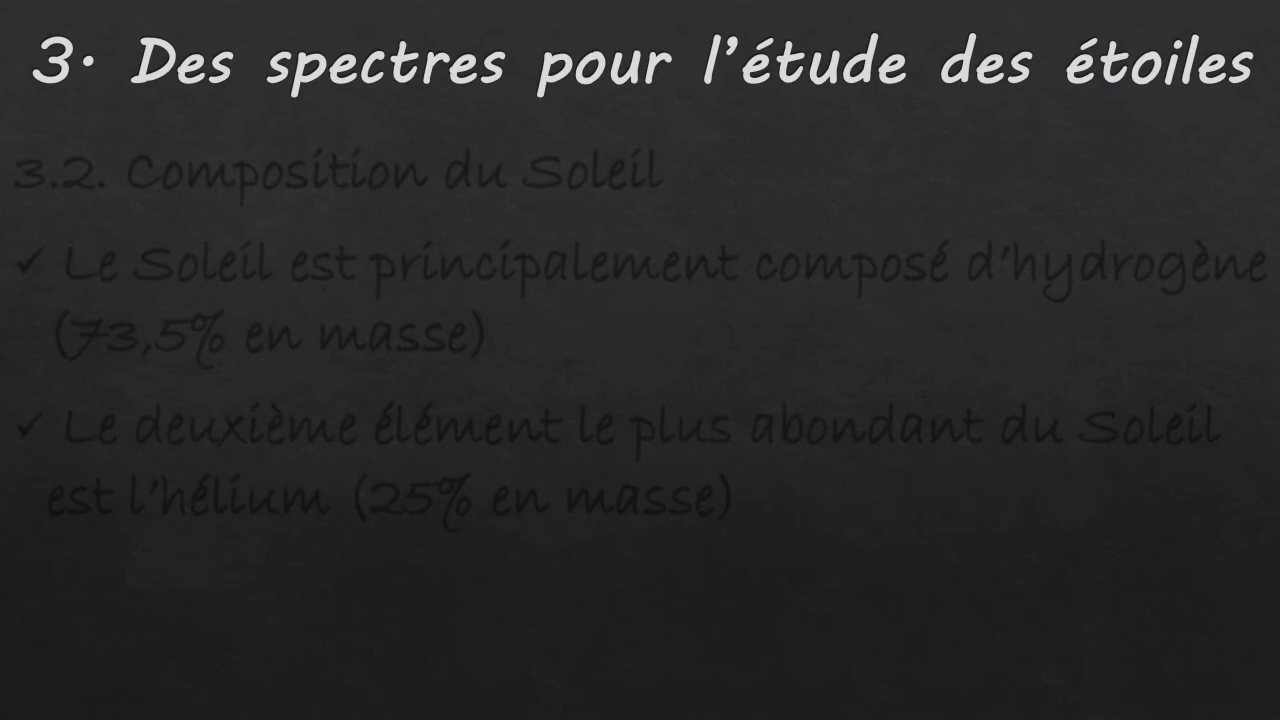 3. Des spectres pour l’étude des étoiles
3.2. Composition du Soleil
✓ Le Soleil est principalement composé d’hydrogène
(73,5% en masse)
✓ Le deuxième élément le plus abondant du Soleil
est l’hélium (25% en masse)